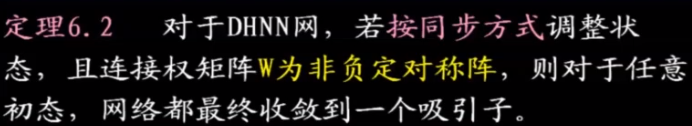 定理6.2 对于DHNN网，若按同步方式调整状
态，且连接权矩阵W为非负定对称阵，则对于任意
初态，网络都最终收敛到一个吸引子。